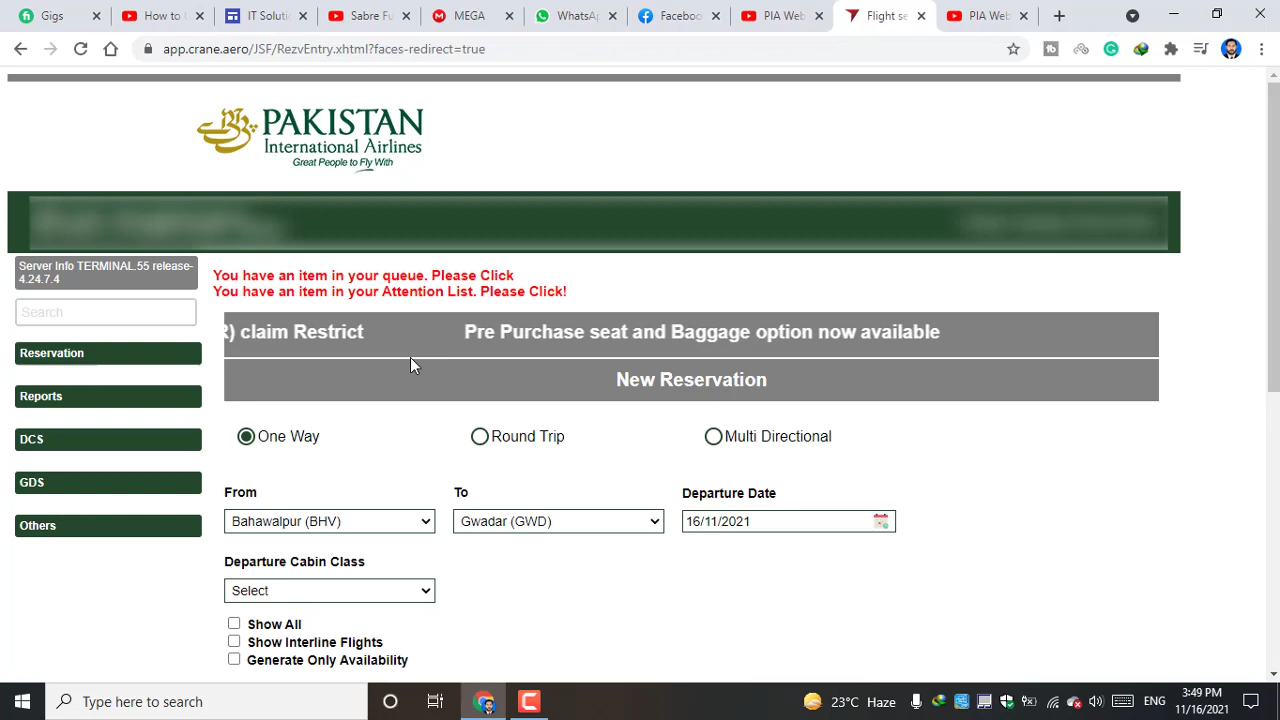 Gigs
How to
IT Soluti
Sabre Fu
MEGA
WhatsAp
Faceboo
PIA Web
Flight se
PIA Web
app.crane.aero/JSF/RezvEntry.xhtml?faces-redirect=true
PAKISTAN
International Airlines
Great People to Fly With
Server Info TERMINAL.55 release-
4.24.7.4
You have an item in your queue. Please Click
You have an item in your Attention List. Please Click!
Search
R) claim Restrict Pre Purchase seat and Baggage option now available
New Reservation
Reservation
Reports
DCS
GDS
Others
One Way Round Trip Multi Directional
From To Departure Date
Bahawalpur (BHV) Gwadar (GWD) 16/11/2021
Departure Cabin Class
Select
Show All
Show Interline Flights
Generate Only Availability
Type here to search
23°C Haze
ENG
3:49 PM
11/16/2021